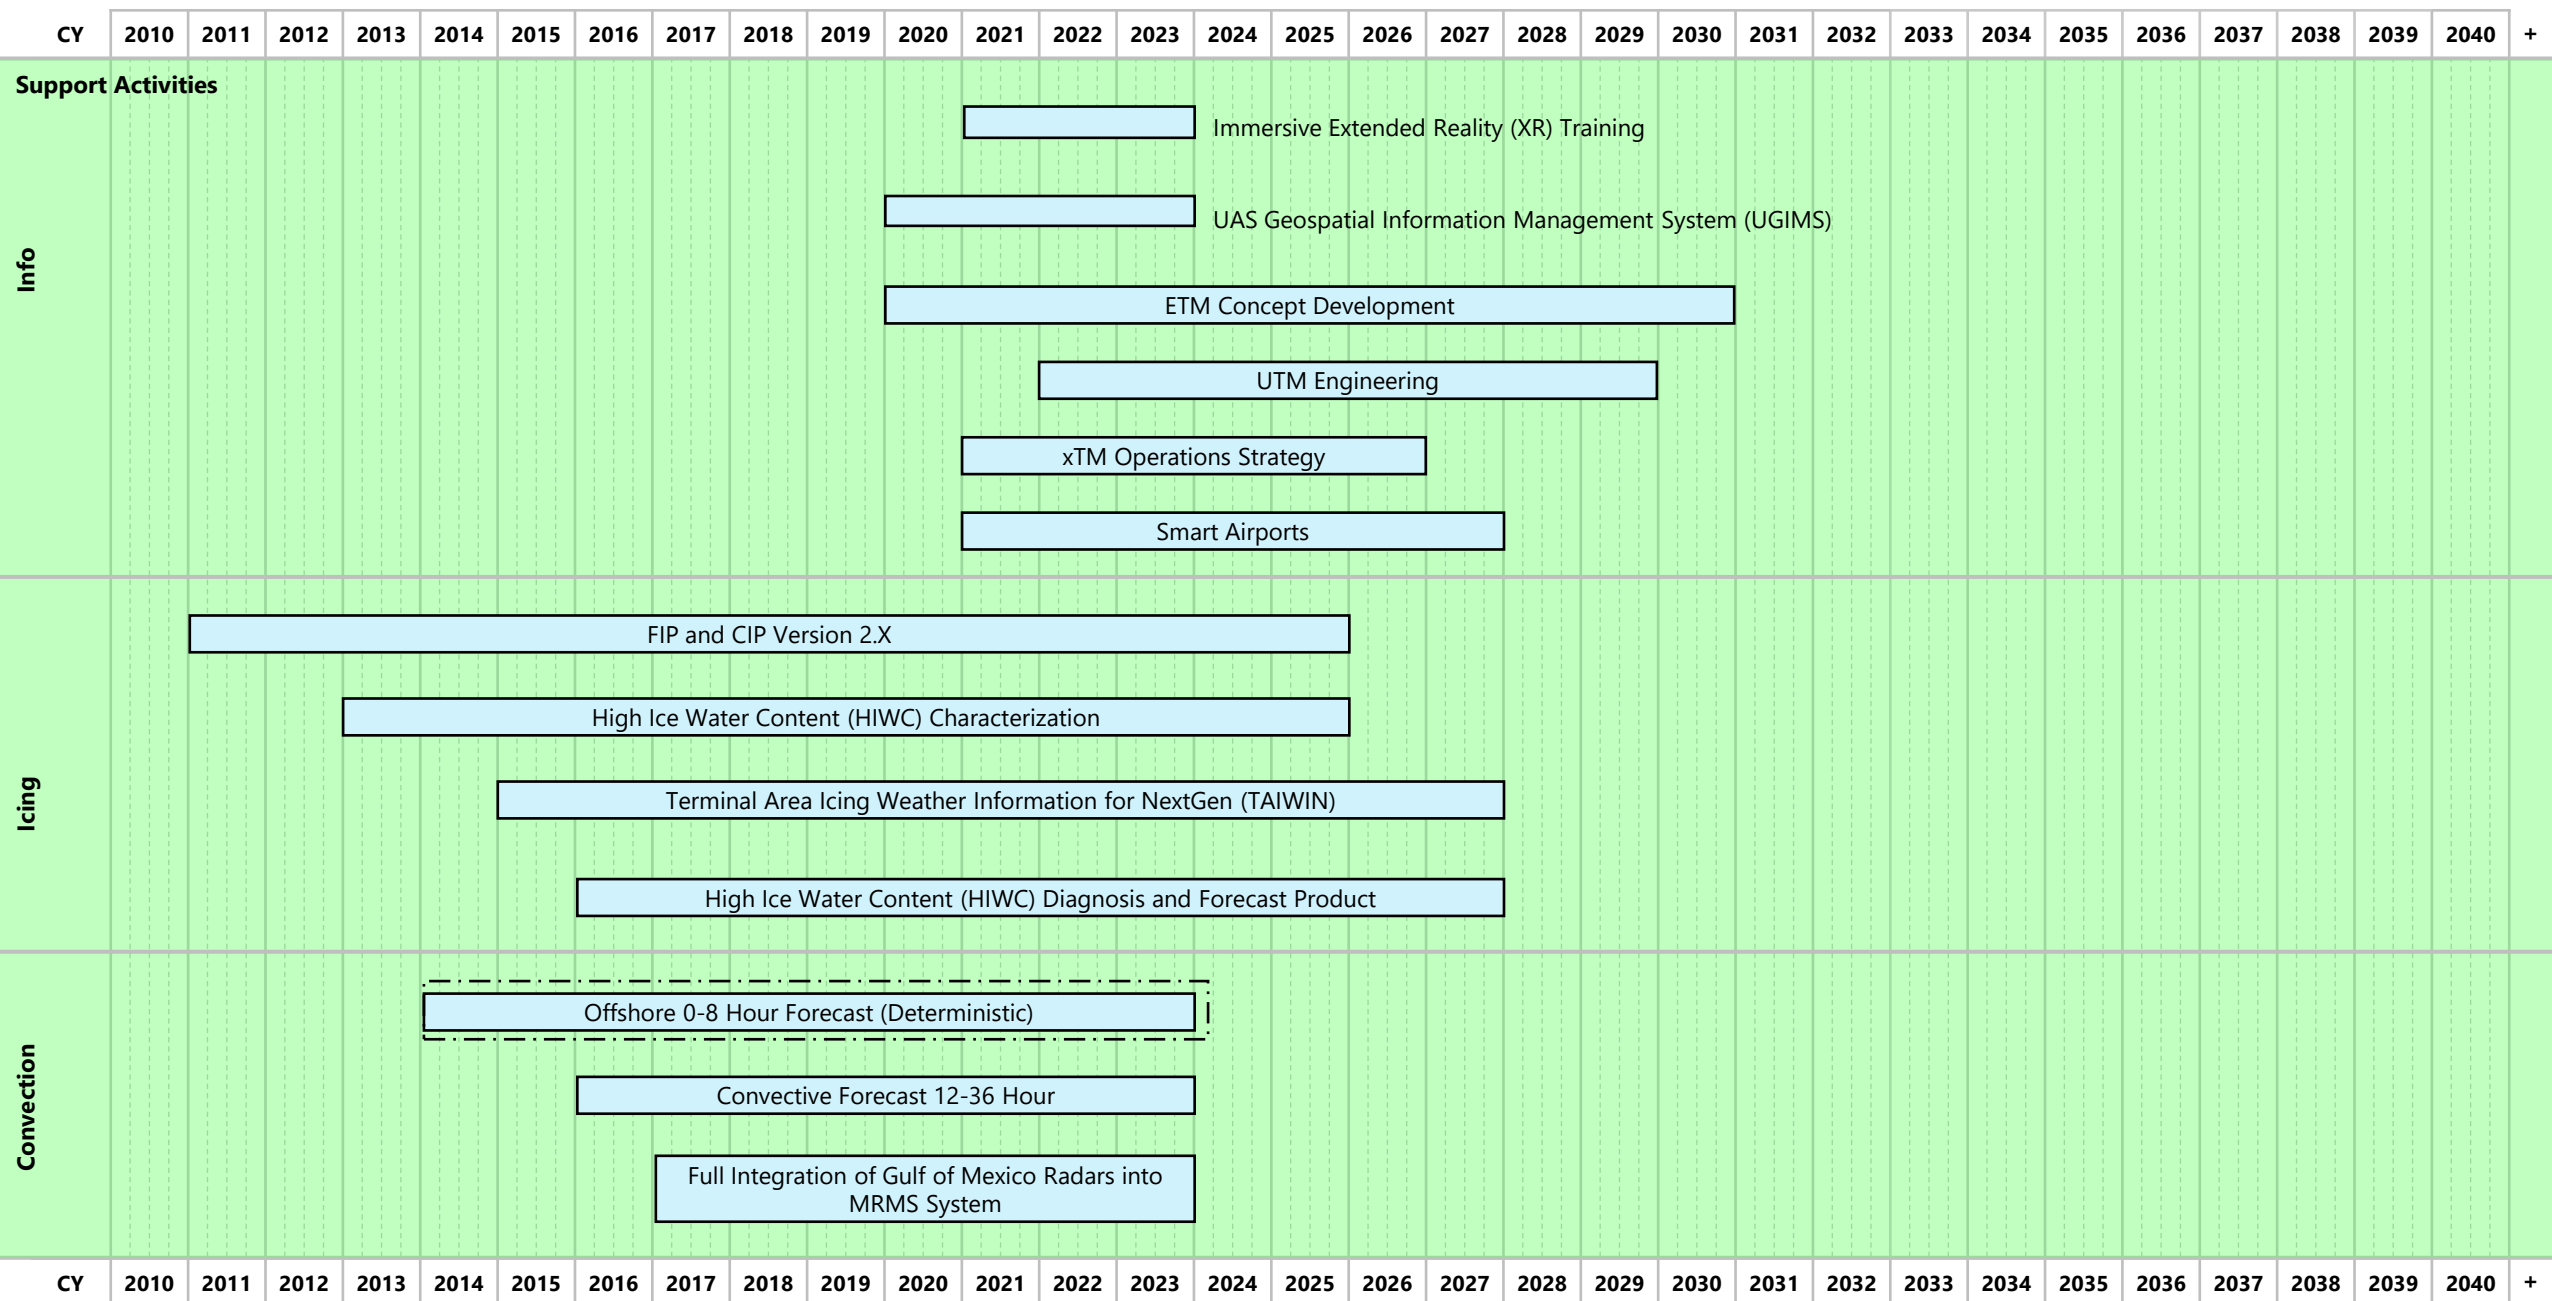 CY 2010 2011 2012 2013 2014 2015 2016 2017 2018 2019 2020 2021 2022 2023 2024 2025 2026 2027 2028 2029 2030 2031 2032 2033 2034 2035 2036 2037 2038 2039 2040 +
Support Activities
Info
Immersive Extended Reality (XR) Training
UAS Geospatial Information Management System (UGIMS)
ETM Concept Development
UTM Engineering
xTM Operations Strategy
Smart Airports
Icing
FIP and CIP Version 2.X
High Ice Water Content (HIWC) Characterization
Terminal Area Icing Weather Information for NextGen (TAIWIN)
High Ice Water Content (HIWC) Diagnosis and Forecast Product
Convection
Offshore 0-8 Hour Forecast (Deterministic)
Convective Forecast 12-36 Hour
Full Integration of Gulf of Mexico Radars into
MRMS System
CY 2010 2011 2012 2013 2014 2015 2016 2017 2018 2019 2020 2021 2022 2023 2024 2025 2026 2027 2028 2029 2030 2031 2032 2033 2034 2035 2036 2037 2038 2039 2040 +